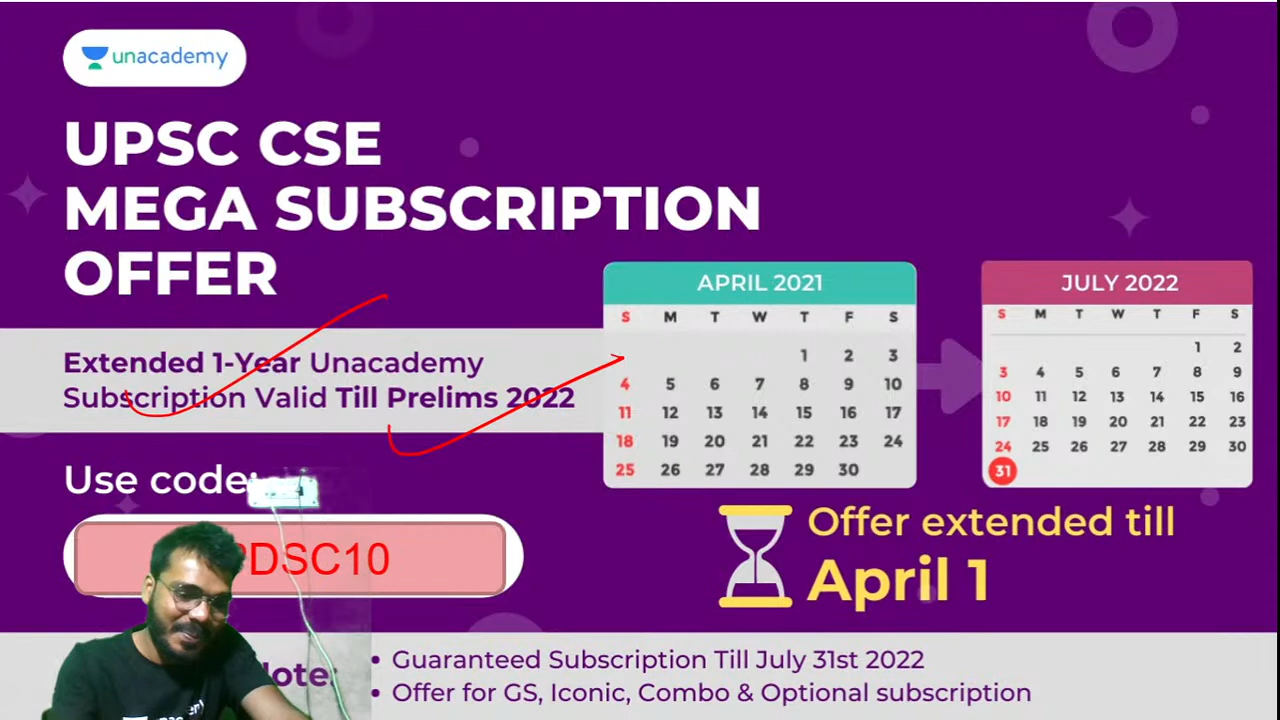 unacademy
UPSC CSE
MEGA SUBSCRIPTION
OFFER
Extended 1-Year Unacademy
Subscription Valid Till Prelims 2022
APRIL 2021
S M T W T F S
1 2 3
4 5 6 7 8 9 10
11 12 13 14 15 16 17
18 19 20 21 22 23 24
25 26 27 28 29 30
JULY 2022
S M T W T F S
1 2
3 4 5 6 7 8 9
10 11 12 13 14 15 16
17 18 19 20 21 22 23
24 25 26 27 28 29 30
31
Use code:
DSC10
Offer extended till
April 1
Note:
• Guaranteed Subscription Till July 31st 2022
• Offer for GS, Iconic, Combo & Optional subscription